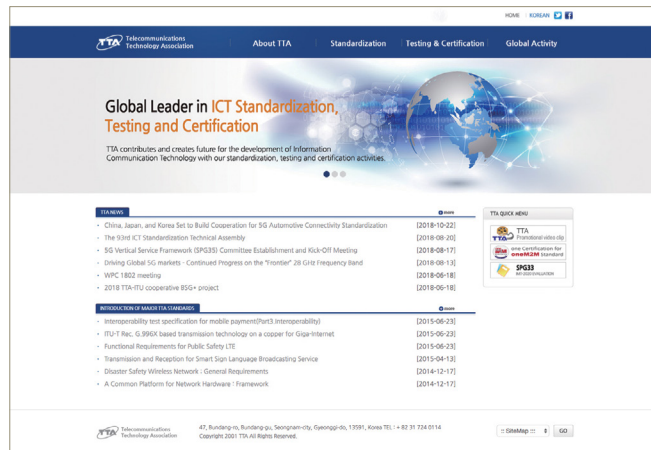 HOME KOREAN
TTA Telecommunications
Technology Association
About TTA
Standardization
Testing & Certification
Global Activity
Global Leader in ICT Standardization,
Testing and Certification
TTA contributes and creates future for the development of Information
Communication Technology with our standardization, testing and certification activities.
TTA NEWS
more
China, Japan, and Korea Set to Build Cooperation for 5G Automotive Connectivity Standardization [2018-10-22]
The 93rd ICT Standardization Technical Assembly [2018-08-20]
5G Vertical Service Framework (SPG35) Committee Establishment and Kick-Off Meeting [2018-08-17]
Driving Global 5G markets - Continued Progress on the "Frontier" 28 GHz Frequency Band [2018-08-13]
WPC 1802 meeting [2018-06-18]
2018 TTA-ITU cooperative BSG+ project [2018-06-18]
INTRODUCTION OF MAJOR TTA STANDARDS
more
Interoperability test specification for mobile payment(Part3.Interoperability) [2015-06-23]
ITU-T Rec, G.996X based transmission technology on a copper for Giga-Internet [2015-06-23]
Functional Requirements for Public Safety LTE [2015-06-23]
Transmission and Reception for Smart Sign Language Broadcasting Service [2015-04-13]
Disaster Safety Wireless Network : General Requirements [2014-12-17]
A Common Platform for Network Hardware : Framework [2014-12-17]
TTA QUICK MENU
TTA
TTA Promotional video clip
one Certification for
oneM2M Standard
SPG33
IMT-2020 EVALUATION
TTA Telecommunications
Technology Association
47, Bundang-ro, Bundang-gu, Seongnam-city, Gyeonggi-do, 13591, Korea TEL : + 82 31 724 0114
Copyright 2001 TTA All Rights Reserved.
:: SiteMap :::
GO